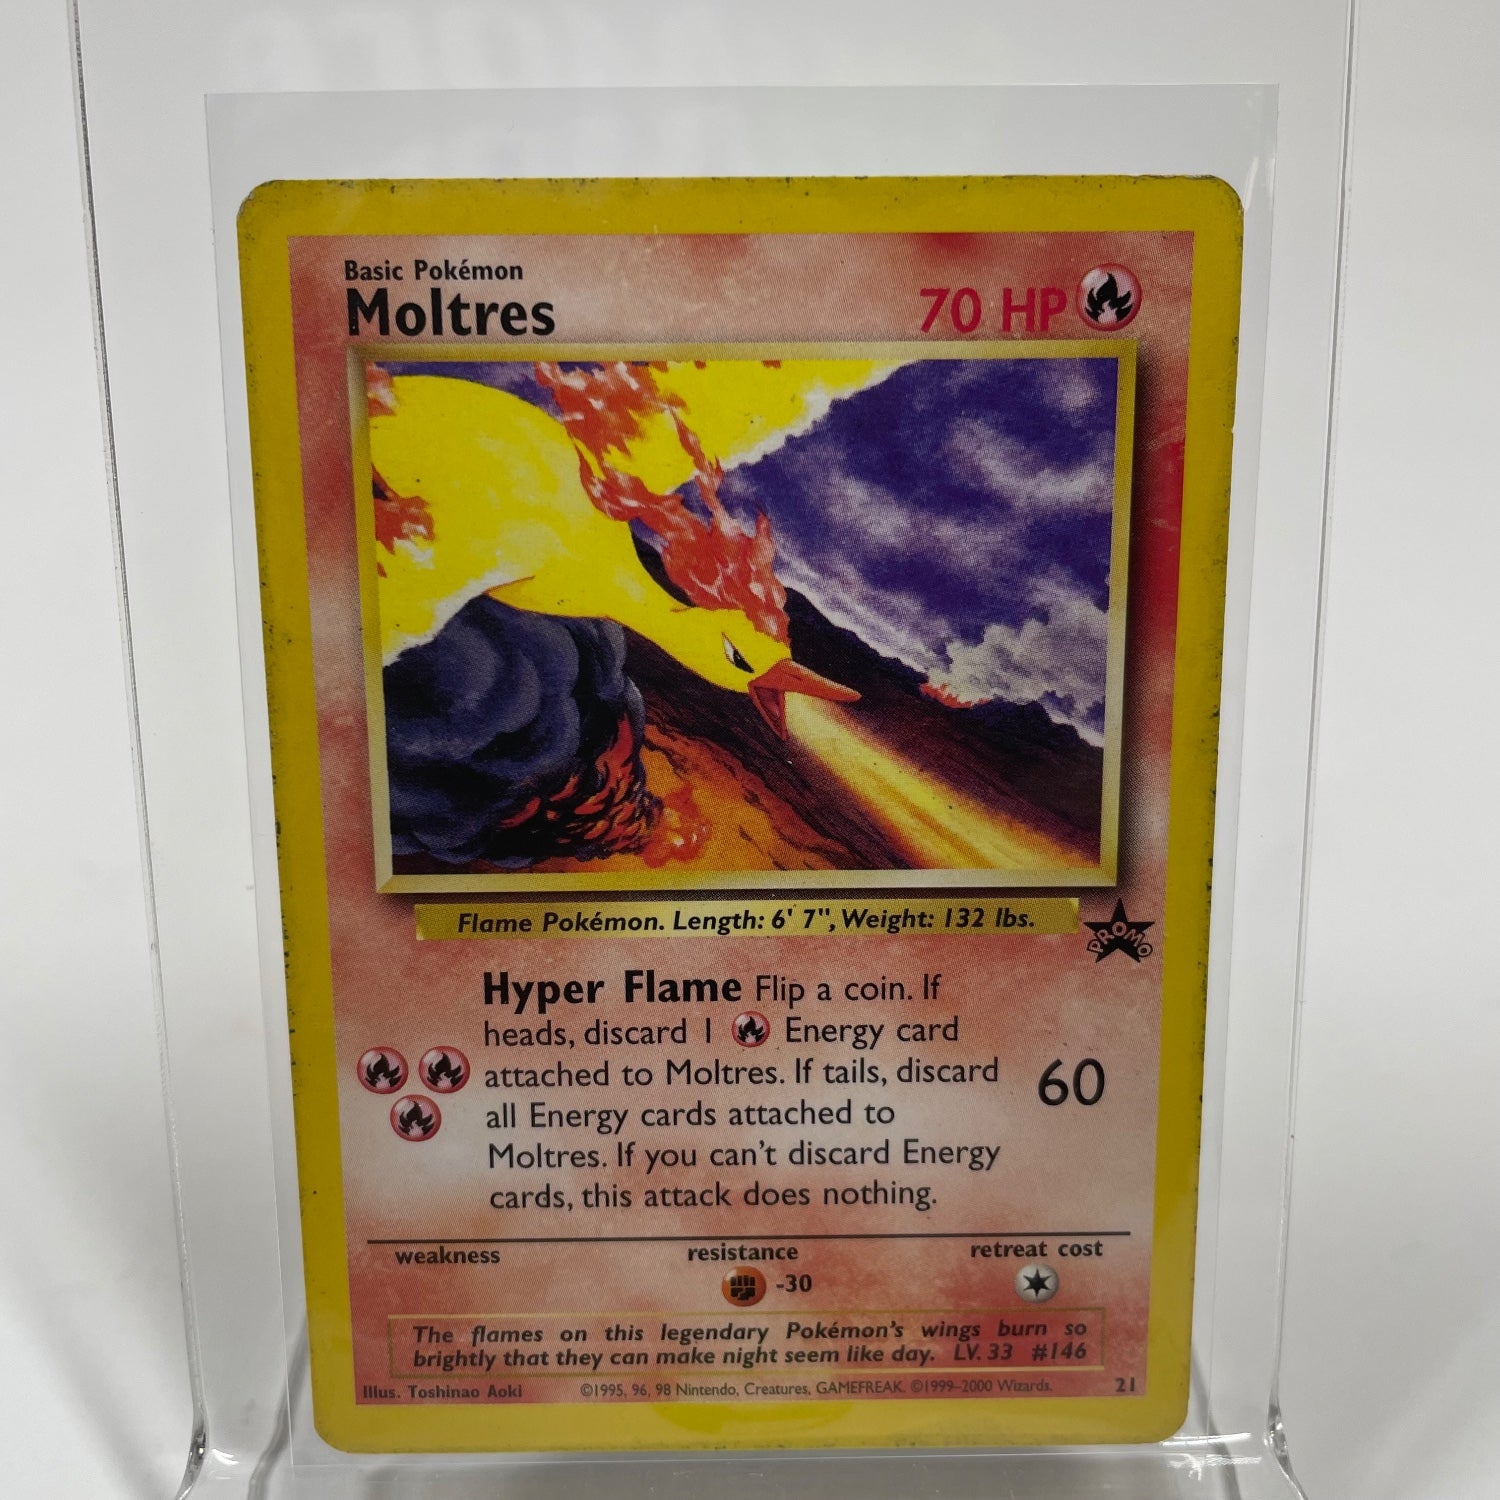 Basic Pokémon
Moltres
70 HP
Flame Pokémon. Length: 6' 7", Weight: 132 lbs.
PROMO
Hyper Flame Flip a coin. If
heads, discard 1 Energy card
attached to Moltres. If tails, discard
all Energy cards attached to
Moltres. If you can't discard Energy
cards, this attack does nothing.
60
weakness resistance retreat cost
-30
The flames on this legendary Pokémon's wings burn so
brightly that they can make night seem like day. LV. 33 #146
Illus. Toshinao Aoki ©1995, 96, 98 Nintendo, Creatures, GAMEFREAK. ©1999-2000 Wizards. 21